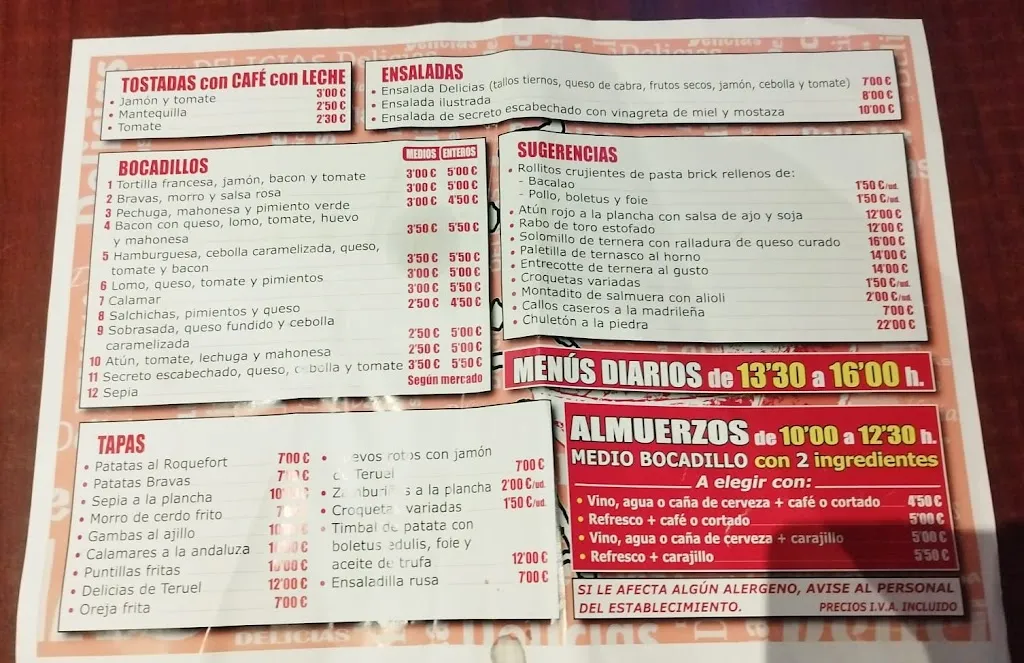 TOSTADAS con CAFÉ con LECHE
• Jamón y tomate 3'00 €
• Mantequilla 2'50 €
• Tomate 2'30 €
ENSALADAS
• Ensalada Delicias (tallos tiernos, queso de cabra, frutos secos, jamón, cebolla y tomate) 7'00 €
• Ensalada ilustrada 8'00 €
• Ensalada de secreto escabechado con vinagreta de miel y mostaza 10'00 €
BOCADILLOS MEDIOS ENTEROS
1 Tortilla francesa, jamón, bacon y tomate 3'00 € 5'00 €
2 Bravas, morro y salsa rosa 3'00 € 5'00 €
3 Pechuga, mahonesa y pimiento verde 3'00 € 4'50 €
4 Bacon con queso, lomo, tomate, huevo
y mahonesa 3'50 € 5'50 €
5 Hamburguesa, cebolla caramelizada, queso,
tomate y bacon 3'50 € 5'50 €
6 Lomo, queso, tomate y pimientos 3'00 € 5'00 €
7 Calamar 3'00 € 5'50 €
8 Salchichas, pimientos y queso 2'50 € 4'50 €
9 Sobrasada, queso fundido y cebolla
caramelizada 2'50 € 5'00 €
10 Atún, tomate, lechuga y mahonesa 2'50 € 5'00 €
11 Secreto escabechado, queso, cebolla y tomate 3'50 € 5'50 €
12 Sepia Según mercado
SUGERENCIAS
• Rollitos crujientes de pasta brick rellenos de:
- Bacalao 1'50 €/ud.
- Pollo, boletus y foie 1'50 €/ud.
• Atún rojo a la plancha con salsa de ajo y soja 12'00 €
• Rabo de toro estofado 12'00 €
• Solomillo de ternera con ralladura de queso curado 16'00 €
• Paletilla de ternasco al horno 14'00 €
• Entrecotte de ternera al gusto 14'00 €
• Croquetas variadas 1'50 €/ud.
• Montadito de salmuera con alioli 2'00 €/ud.
• Callos caseros a la madrileña 7'00 €
• Chuletón a la piedra 22'00 €
MENÚS DIARIOS de 13'30 a 16'00 h.
TAPAS
• Patatas al Roquefort 7'00 €
• Patatas Bravas
• Sepia a la plancha
• Morro de cerdo frito
• Gambas al ajillo
• Calamares a la andaluza
• Puntillas fritas
• Delicias de Teruel 12'00 €
• Oreja frita 7'00 €
• evos rotos con jamón
de Teruel 7'00 €
• Zamburiñas a la plancha 2'00 €/ud.
• Croquetas variadas 1'50 €/ud.
• Timbal de patata con
boletus edulis, foie y
aceite de trufa 12'00 €
• Ensaladilla rusa 7'00 €
ALMUERZOS de 10'00 a 12'30 h.
MEDIO BOCADILLO con 2 ingredientes
A elegir con:
• Vino, agua o caña de cerveza + café o cortado 4'50 €
• Refresco + café o cortado 5'00 €
• Vino, agua o caña de cerveza + carajillo 5'00 €
• Refresco + carajillo 5'50 €
SI LE AFECTA ALGÚN ALERGENO, AVISE AL PERSONAL
DEL ESTABLECIMIENTO. PRECIOS I.V.A. INCLUIDO
DELICIAS